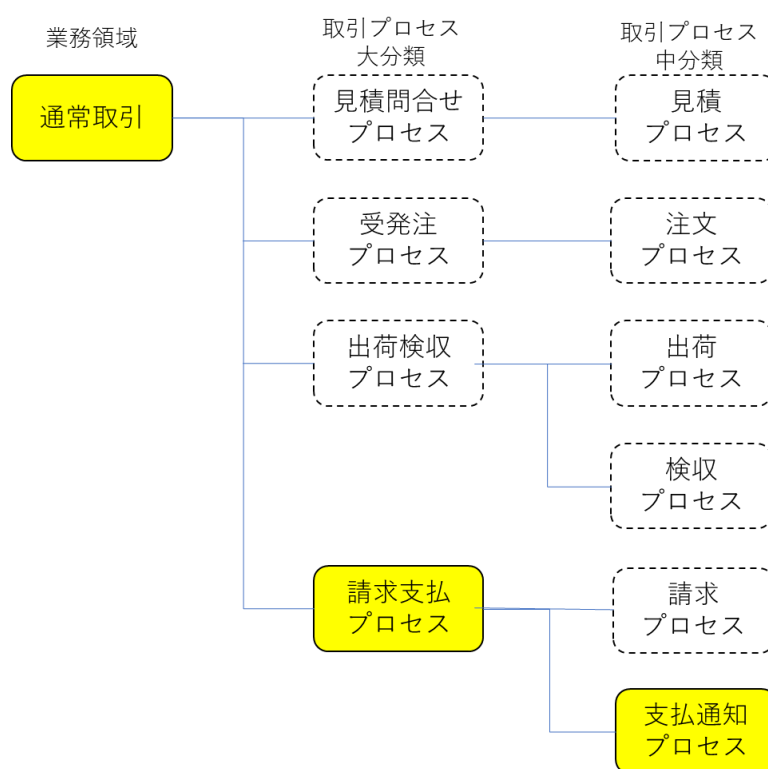 業務領域
取引プロセス
大分類
取引プロセス
中分類
通常取引
見積問合せ
プロセス
見積
プロセス
受発注
プロセス
注文
プロセス
出荷検収
プロセス
出荷
プロセス
検収
プロセス
請求支払
プロセス
請求
プロセス
支払通知
プロセス